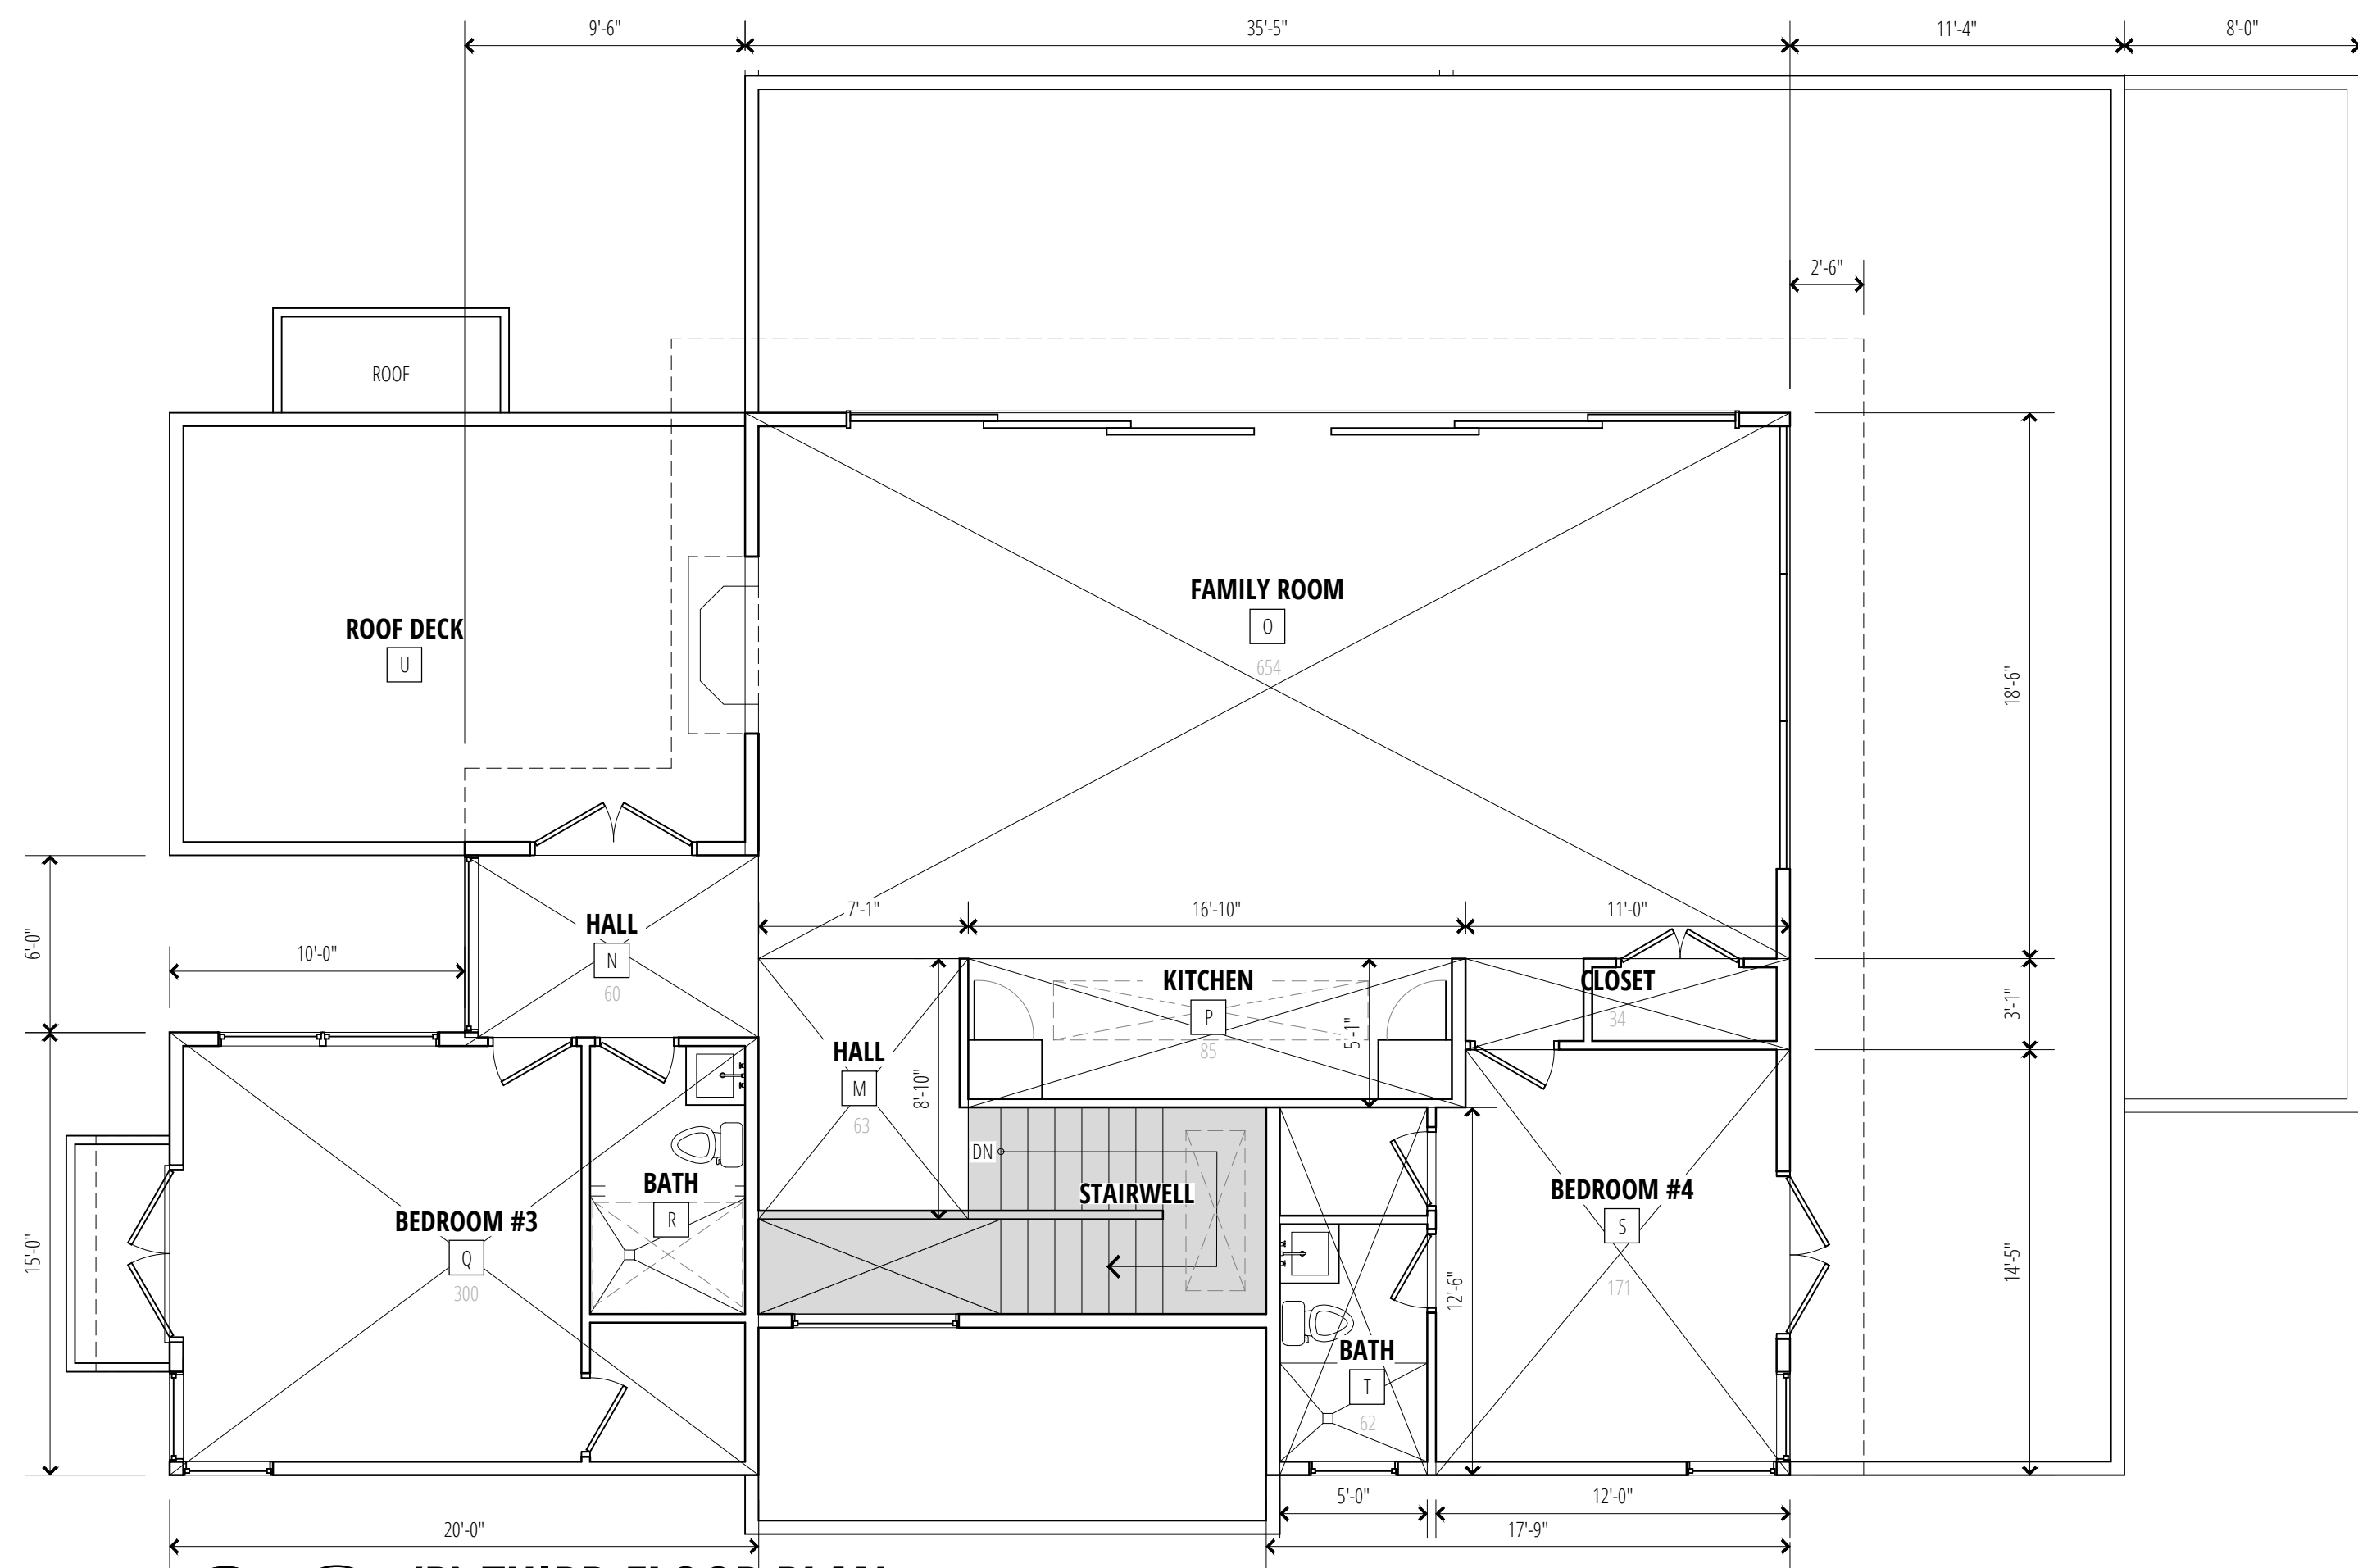 9'-6"
35'-5"
11'-4"
8'-0"
2'-6"
ROOF
FAMILY ROOM
O
654
ROOF DECK
U
18'-6"
7'-1"
16'-10"
11'-0"
HALL
N
60
6'-0"
10'-0"
KITCHEN
P
85
5'-1"
CLOSET
34
3'-1"
HALL
M
63
8'-10"
DN
STAIRWELL
BATH
R
BEDROOM #3
Q
300
15'-0"
BEDROOM #4
S
171
14'-5"
12'-6"
BATH
T
62
5'-0"
12'-0"
20'-0"
17'-9"
THIRD FLOOR PLAN